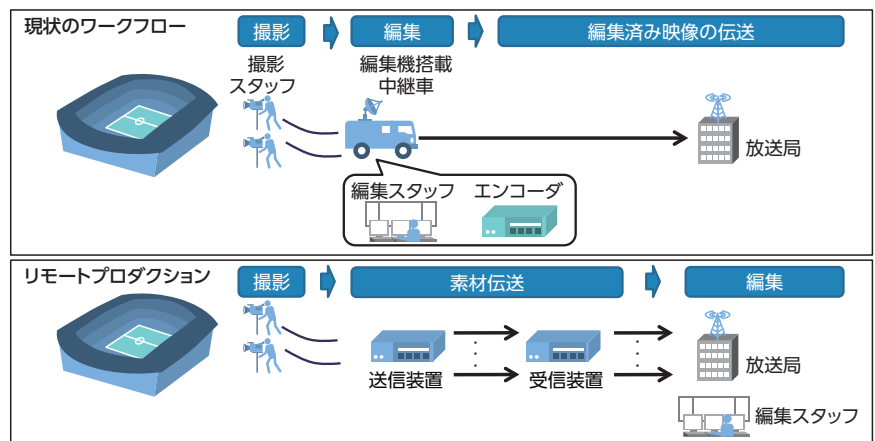 現状のワークフロー
撮影
編集
編集済み映像の伝送
撮影
スタッフ
編集機搭載
中継車
放送局
編集スタッフ
エンコーダ
リモートプロダクション
撮影
素材伝送
編集
送信装置
受信装置
放送局
編集スタッフ